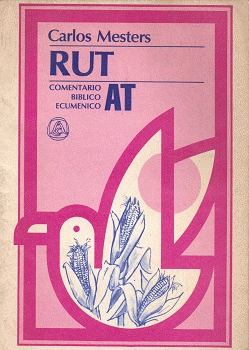 Carlos Mesters
RUT
COMENTARIO
BIBLICO
ECUMENICO
AT